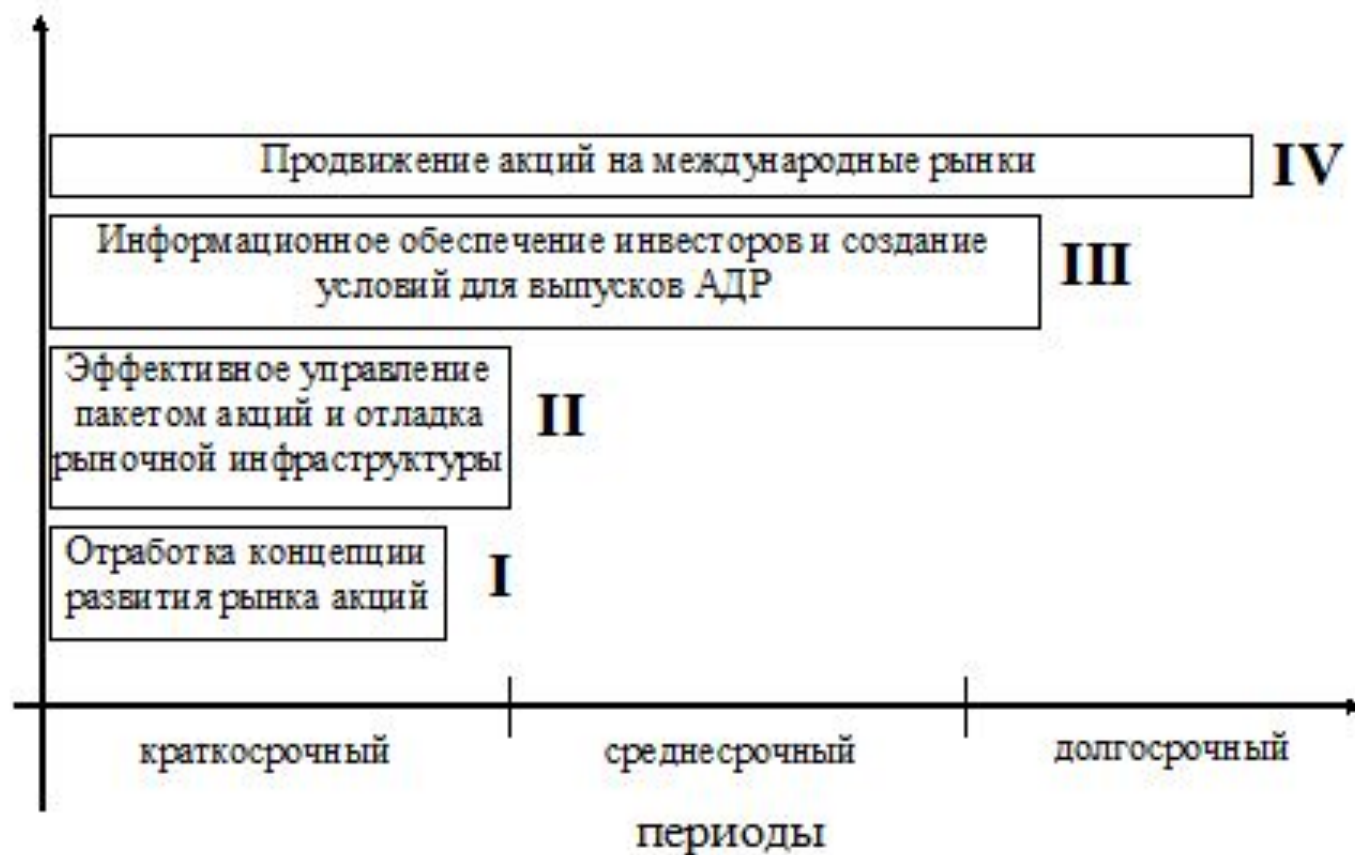 Продвижение акций на международные рынки
IV
Информационное обеспечение инвесторов и создание
условий для выпусков АДР
III
Эффективное управление
пакетом акций и отладка
рыночной инфраструктуры
II
Отработка концепции
развития рынка акций
I
краткосрочный
среднесрочный
долгосрочный
периоды